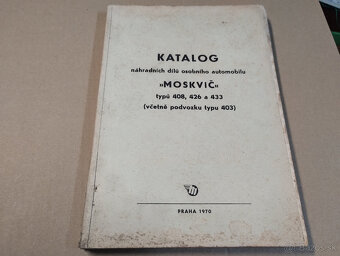 KATALOG
náhradních dílů osobního automobilu
»MOSKVIČ«
typů 408, 426 a 433
(včetně podvozku typu 403)
PRAHA 1970